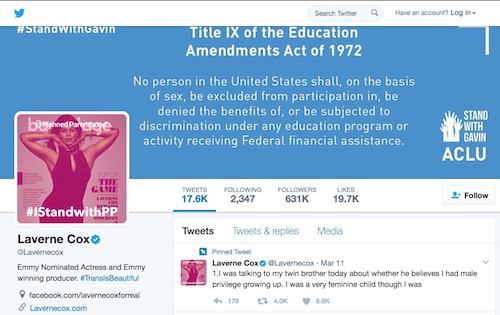 Search Twitter
Have an account? Log in
#StandWithGavin
Title IX of the Education
Amendments Act of 1972
No person in the United States shall, on the basis
of sex, be excluded from participation in, be
denied the benefits of, or be subjected to
discrimination under any education program or
activity receiving Federal financial assistance.
STAND
WITH
GAVIN
ACLU
Planned Parenthood
THE
GAME
#IStandwithPP
TWEETS
FOLLOWING
FOLLOWERS
LIKES
17.6K
2,347
631K
19.7K
Follow
Laverne Cox
@Lavernecox
Emmy Nominated Actress and Emmy
winning producer. #TransIsBeautiful
facebook.com/lavernecoxforreal
Lavernecox.com
Tweets
Tweets & replies
Media
Pinned Tweet
Laverne Cox @Lavernecox · Mar 11
1.I was talking to my twin brother today about whether he believes I had male
privilege growing up. I was a very feminine child though I was
179
4.0K
8.6K